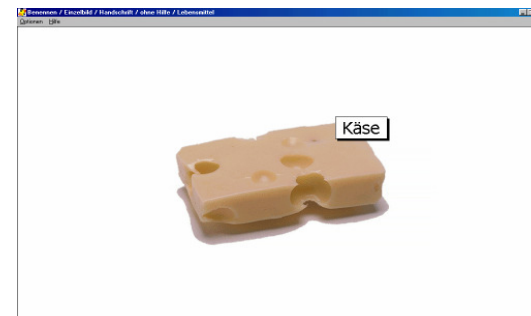 Benennen / Einzelbild / Handschrift / ohne Hilfe / Lebensmittel
Optionen Hilfe
Käse